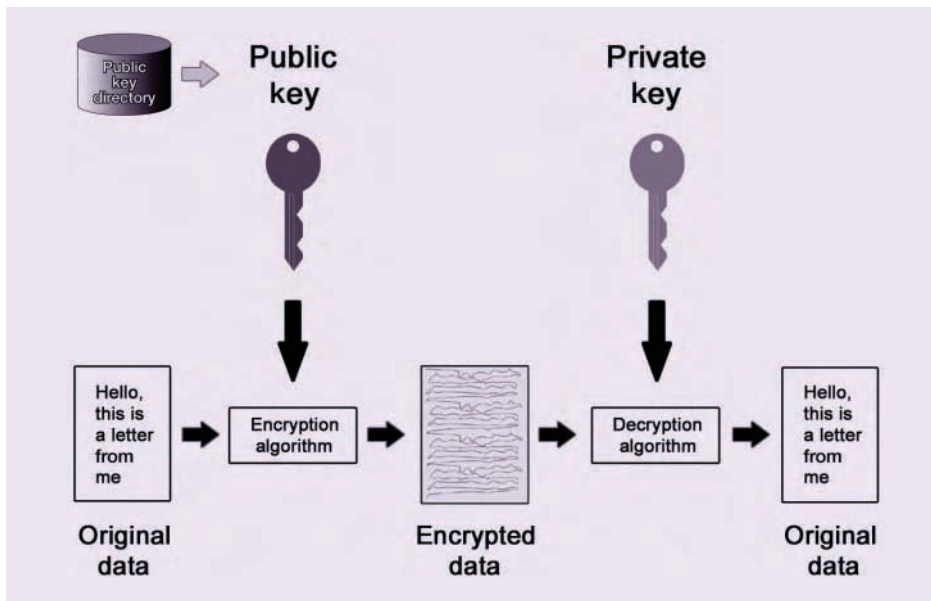 Public
key
directory
Public
key
Private
key
Hello,
this is
a letter
from
me
Encryption
algorithm
Decryption
algorithm
Hello,
this is
a letter
from
me
Original
data
Encrypted
data
Original
data